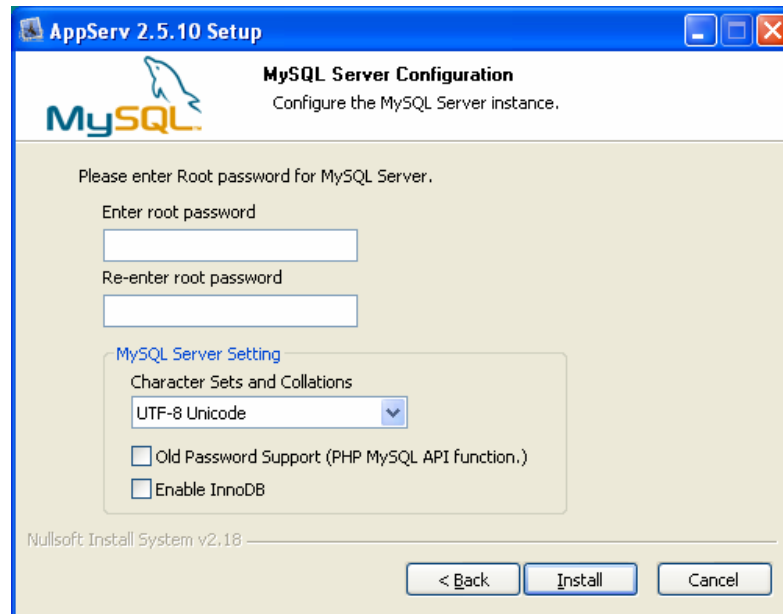 AppServ 2.5.10 Setup
MySQL Server Configuration
Configure the MySQL Server instance.
MySQL
Please enter Root password for MySQL Server.
Enter root password
Re-enter root password
MySQL Server Setting
Character Sets and Collations
UTF-8 Unicode
Old Password Support (PHP MySQL API function.)
Enable InnoDB
Nullsoft Install System v2.18
< Back Install Cancel